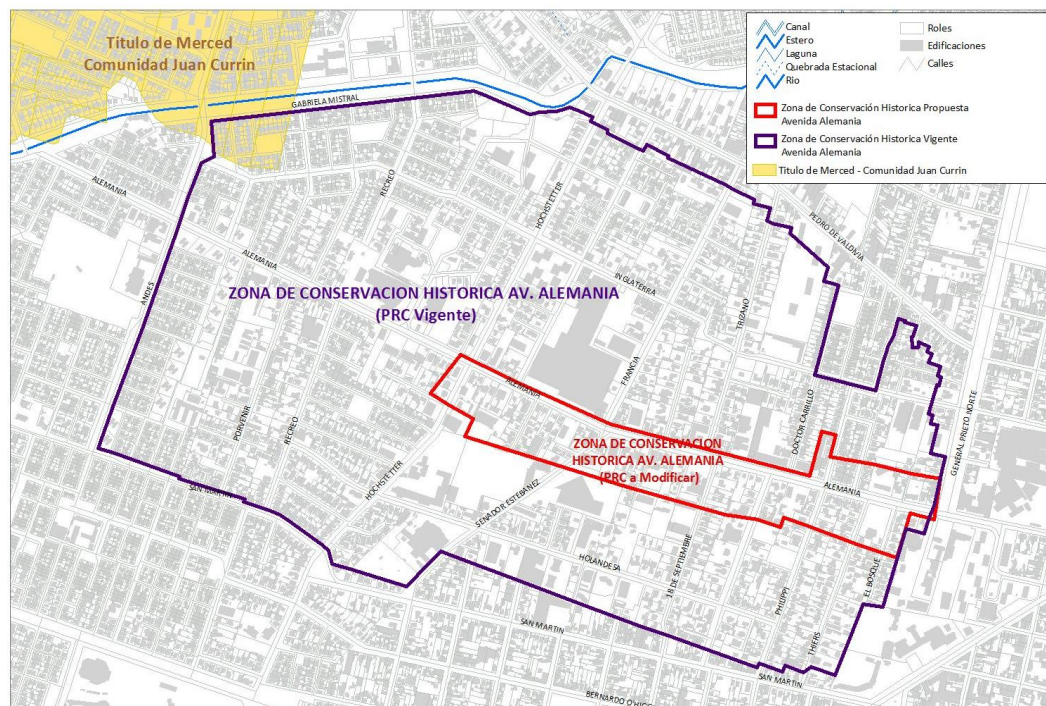 Titulo de Merced
Comunidad Juan Currin
Canal
Estero
Laguna
Quebrada Estacional
Rio
Roles
Edificaciones
Calles
Zona de Conservación Historica Propuesta
Avenida Alemania
Zona de Conservación Historica Vigente
Avenida Alemania
Titulo de Merced - Comunidad Juan Currin
GABRIELA MISTRAL
ALEMANIA
RECREO
HOCHSTETTER
PEDRO DE VALDIVIA
ALEMANIA
INGLATERRA
ANDES
ZONA DE CONSERVACION HISTORICA AV. ALEMANIA
(PRC Vigente)
TRIZANO
FRANCIA
ALEMANIA
GENERAL PRIETO NORTE
PORVENIR
RECREO
DOCTOR CARRILLO
ZONA DE CONSERVACION
HISTORICA AV. ALEMANIA
(PRC a Modificar)
HOCHSTETTER
SENADOR ESTEBANEZ
ALEMANIA
SAN MARTIN
HOLANDESA
18 DE SEPTIEMBRE
PHILIPPI
EL BOSQUE
SAN MARTIN
THIERS
SAN MARTIN
BERNARDO O'HIGG